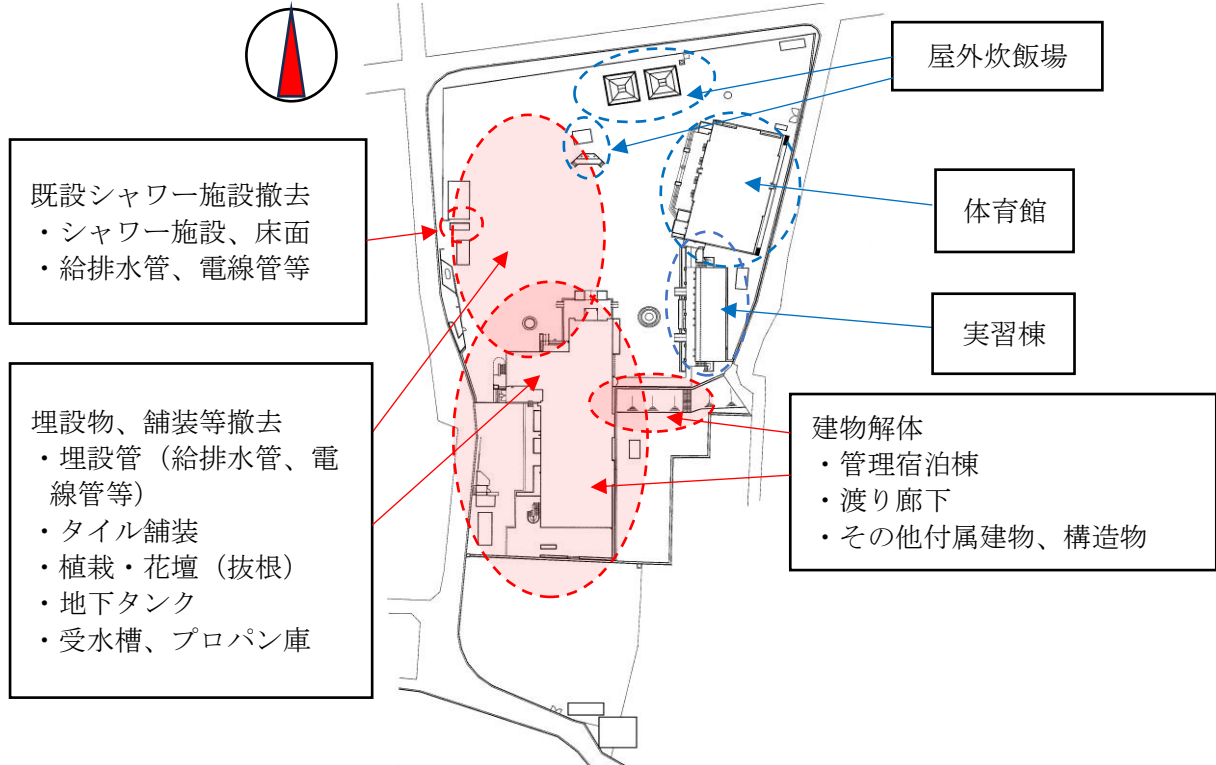 屋外炊飯場
既設シャワー施設撤去
・シャワー施設、床面
・給排水管、電線管等
体育館
実習棟
埋設物、舗装等撤去
・埋設管（給排水管、電
線管等）
・タイル舗装
・植栽・花壇（抜根）
・地下タンク
・受水槽、プロパン庫
建物解体
・管理宿泊棟
・渡り廊下
・その他付属建物、構造物